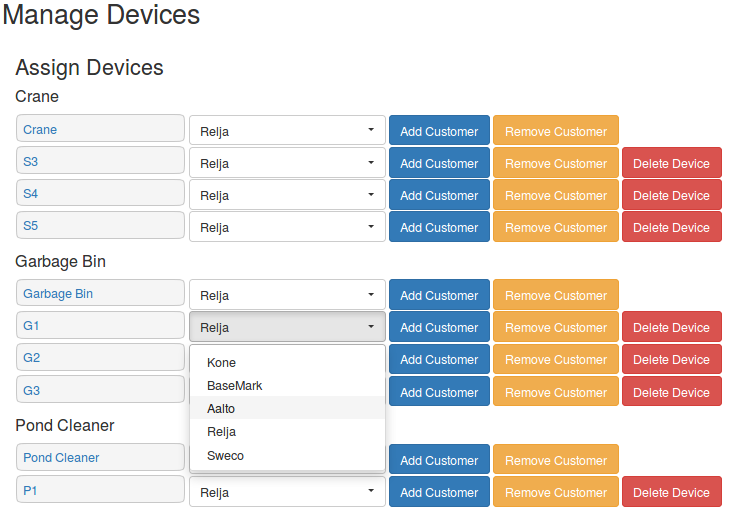 Manage Devices
Assign Devices
Crane
Crane Relja Add Customer Remove Customer
S3 Relja Add Customer Remove Customer Delete Device
S4 Relja Add Customer Remove Customer Delete Device
S5 Relja Add Customer Remove Customer Delete Device
Garbage Bin
Garbage Bin Relja Add Customer Remove Customer
G1 Relja Add Customer Remove Customer Delete Device
G2 Add Customer Remove Customer Delete Device
Kone
BaseMark
G3 Add Customer Remove Customer Delete Device
Aalto
Pond Cleaner Relja
Pond Cleaner Sweco Add Customer Remove Customer
P1 Relja Add Customer Remove Customer Delete Device